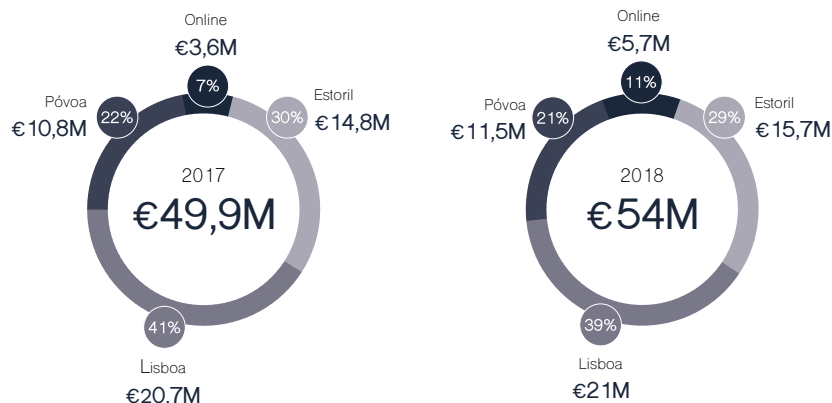 Online
€3,6M
7%
Póvoa
€10,8M
22%
30%
Estoril
€14,8M
2017
€49,9M
41%
Lisboa
€20,7M
Online
€5,7M
11%
Póvoa
€11,5M
21%
29%
Estoril
€15,7M
2018
€54M
39%
Lisboa
€21M